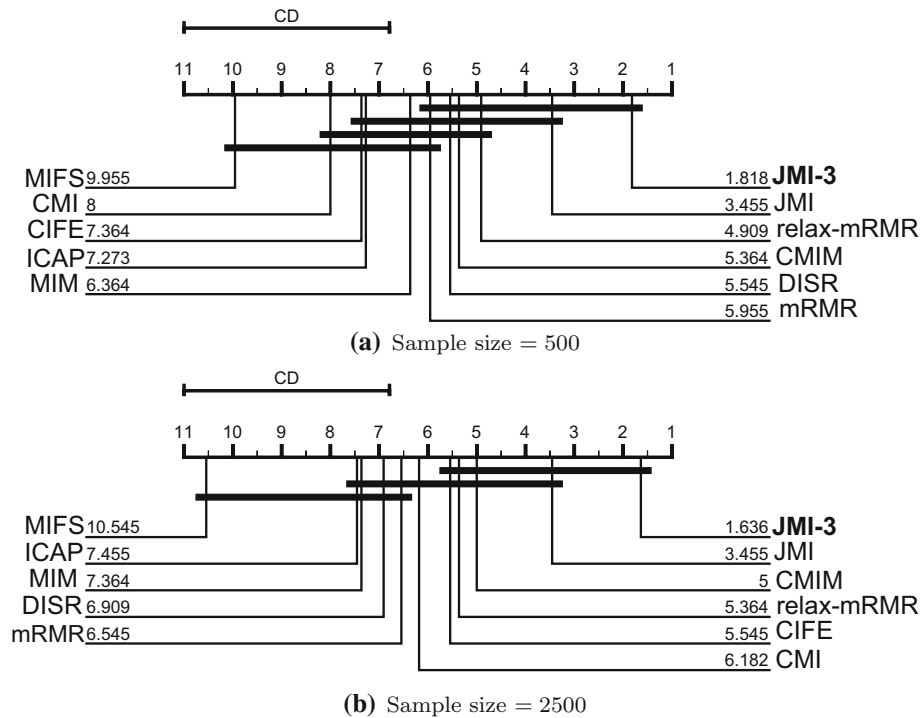 CD
11 10 9 8 7 6 5 4 3 2 1
MIFS 9.955
CMI 8
CIFE 7.364
ICAP 7.273
MIM 6.364
1.818 JMI-3
3.455 JMI
4.909 relax-mRMR
5.364 CMIM
5.545 DISR
5.955 mRMR
(a) Sample size = 500
CD
11 10 9 8 7 6 5 4 3 2 1
MIFS 10.545
ICAP 7.455
MIM 7.364
DISR 6.909
mRMR 6.545
1.636 JMI-3
3.455 JMI
5 CMIM
5.364 relax-mRMR
5.545 CIFE
6.182 CMI
(b) Sample size = 2500